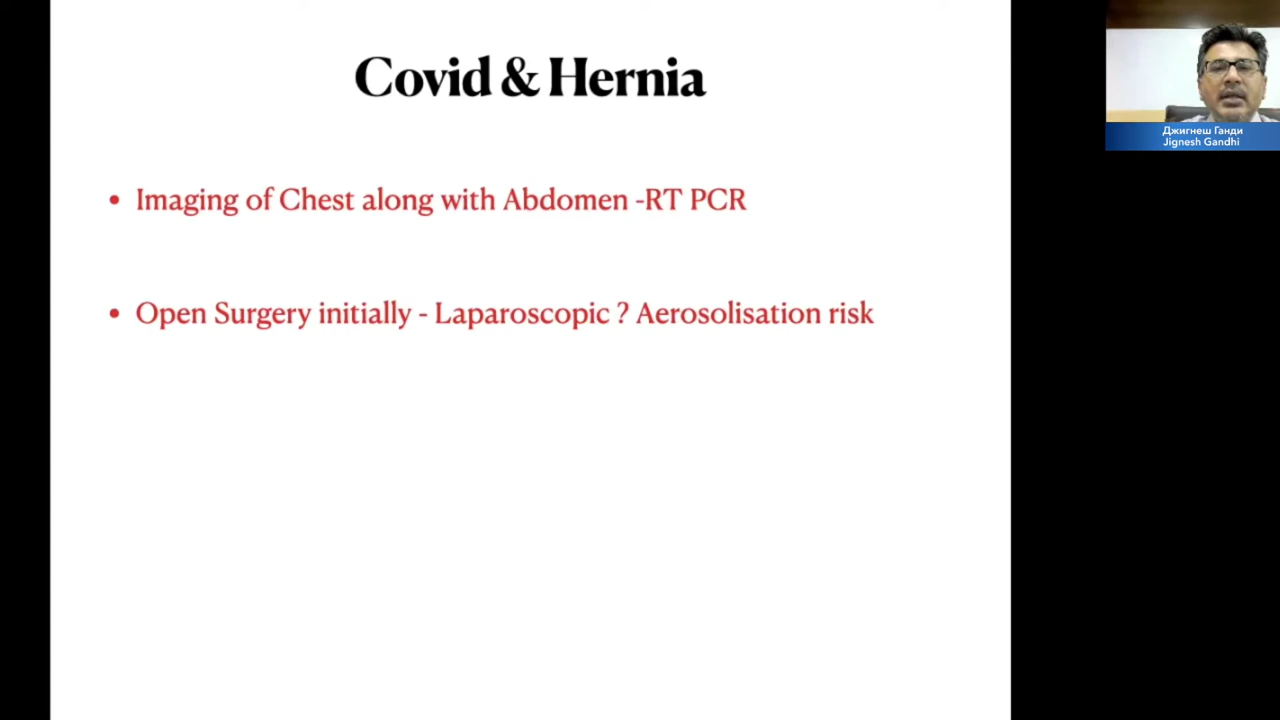 Covid & Hernia
• Imaging of Chest along with Abdomen -RT PCR
• Open Surgery initially - Laparoscopic ? Aerosolisation risk
Джигнеш Ганди
Jignesh Gandhi